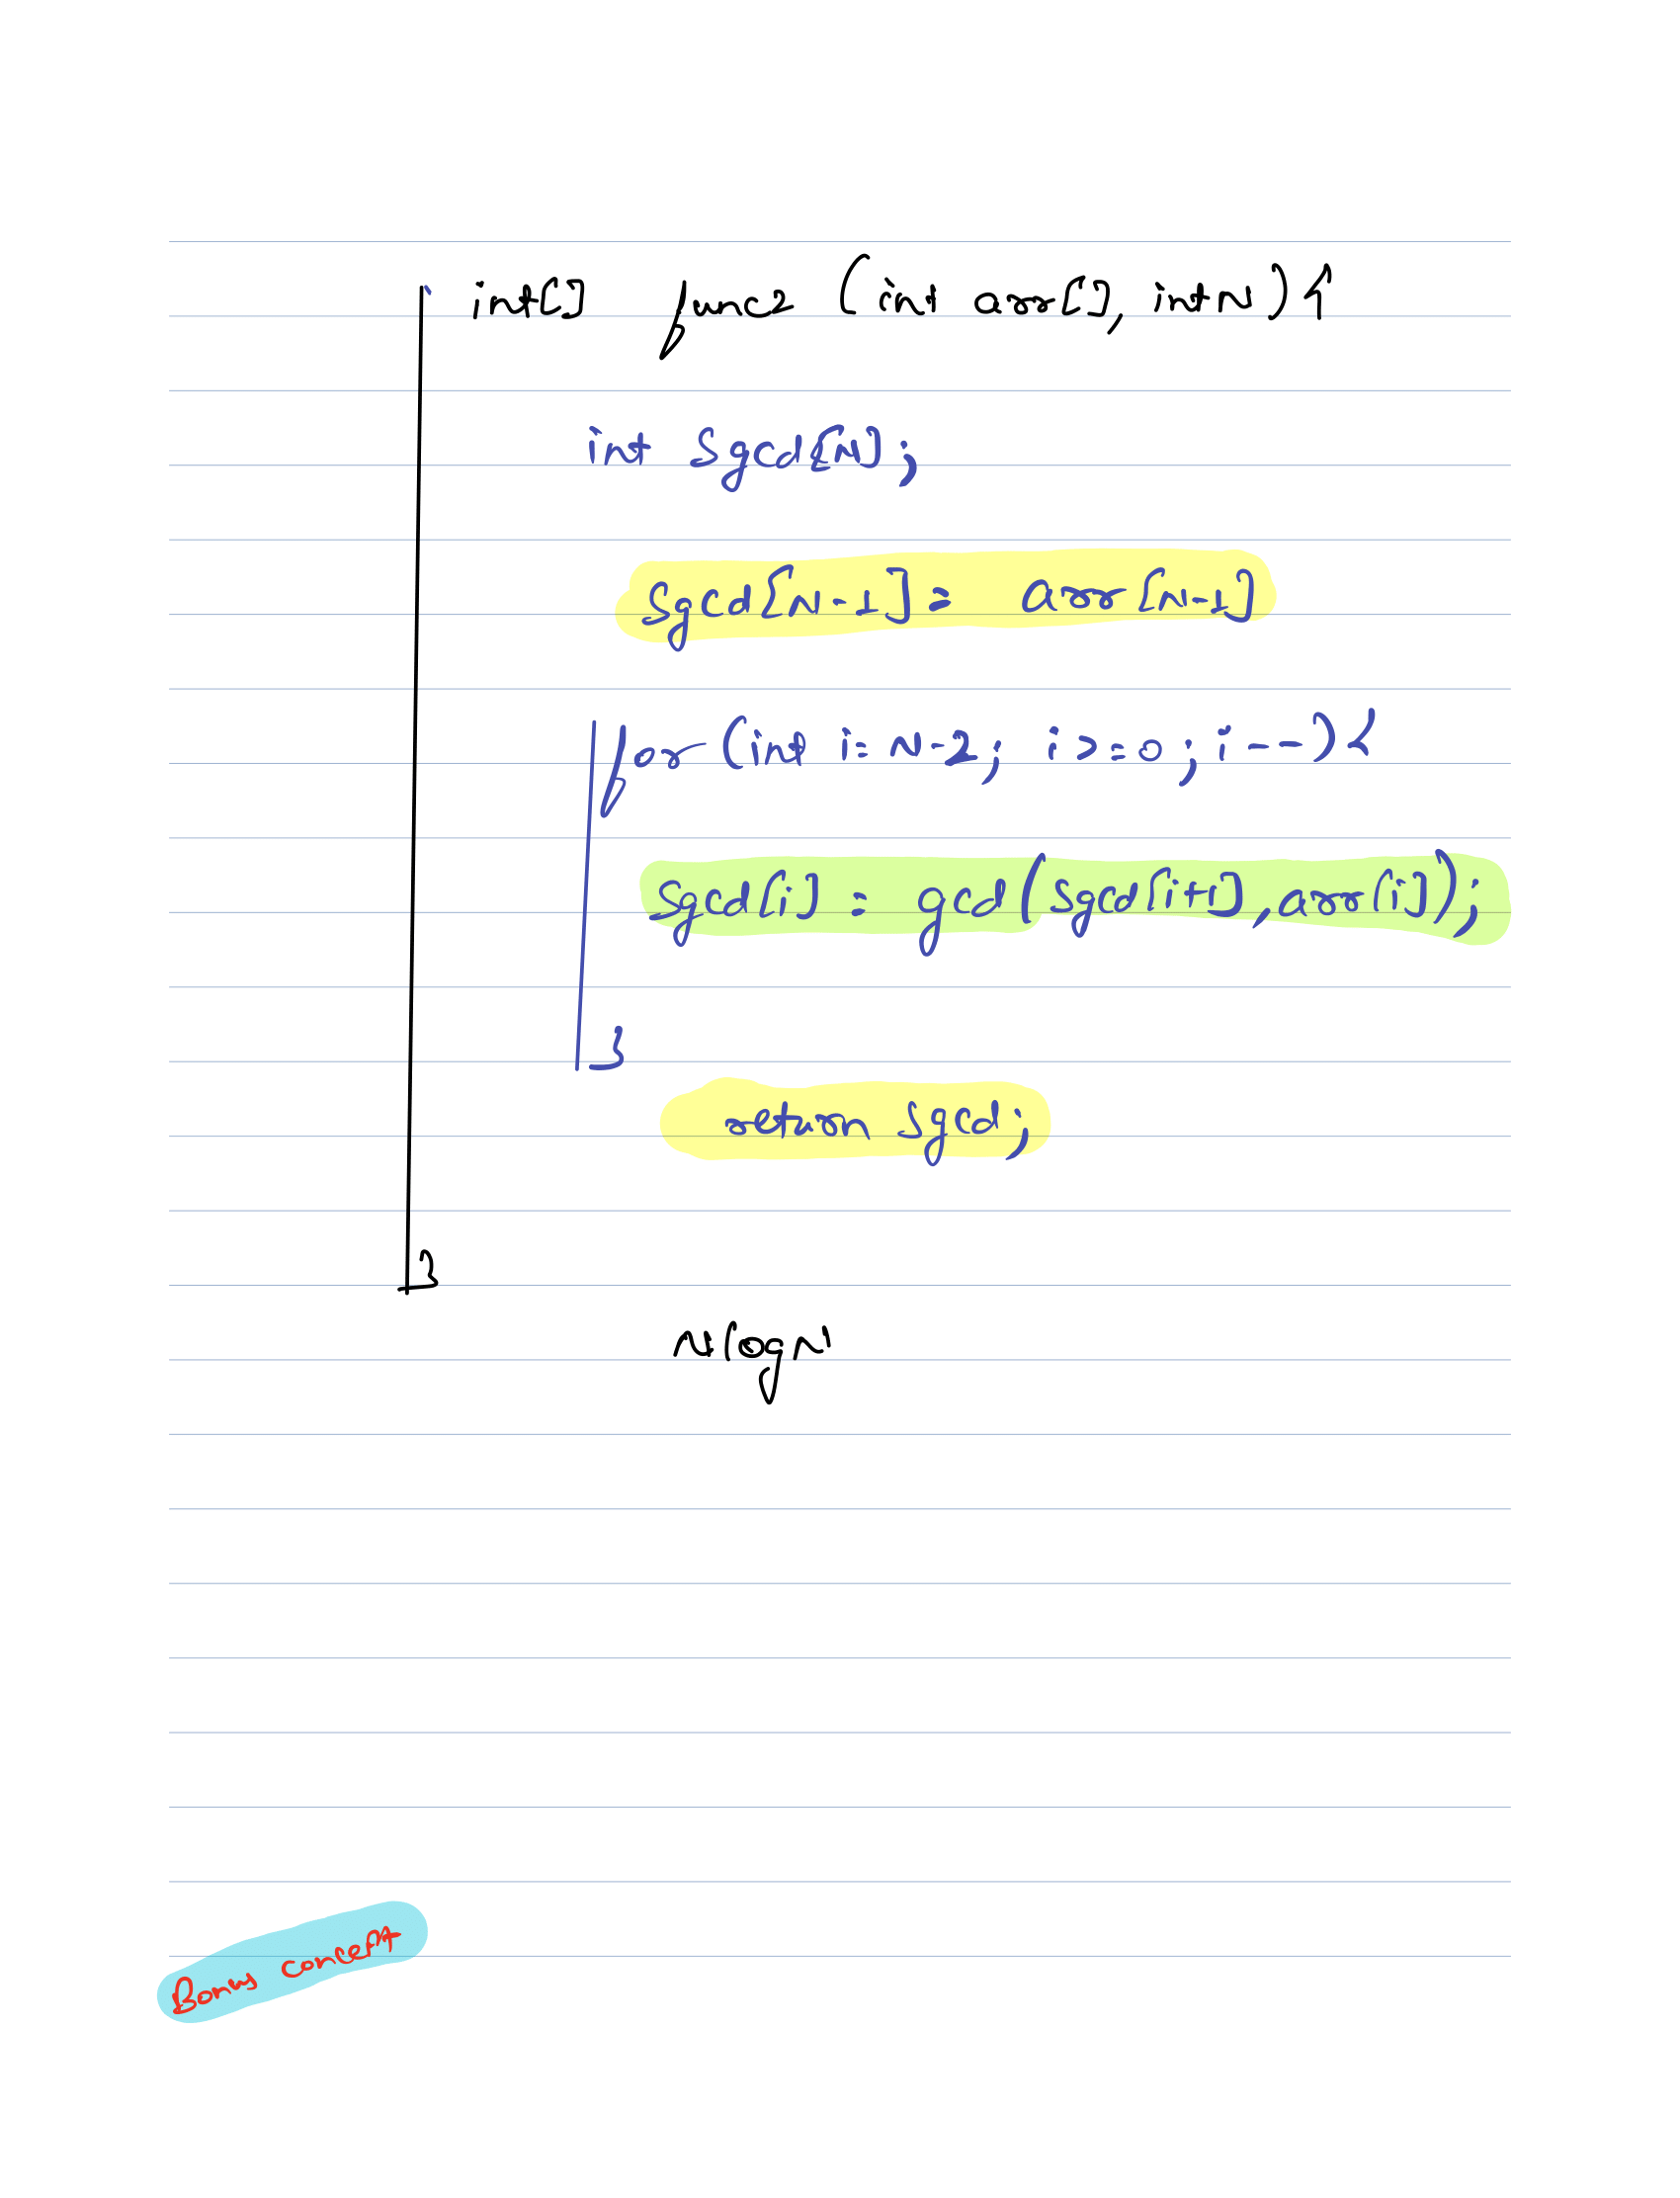 int[] func2 (int arr[], int N) {
int Sgcd[N];
Sgcd[N-1] = arr[N-1]
for (int i = N-2; i >= 0; i--) {
Sgcd[i] = gcd(Sgcd[i+1], arr[i]);
}
return Sgcd;
}
N logN
Bonus concept